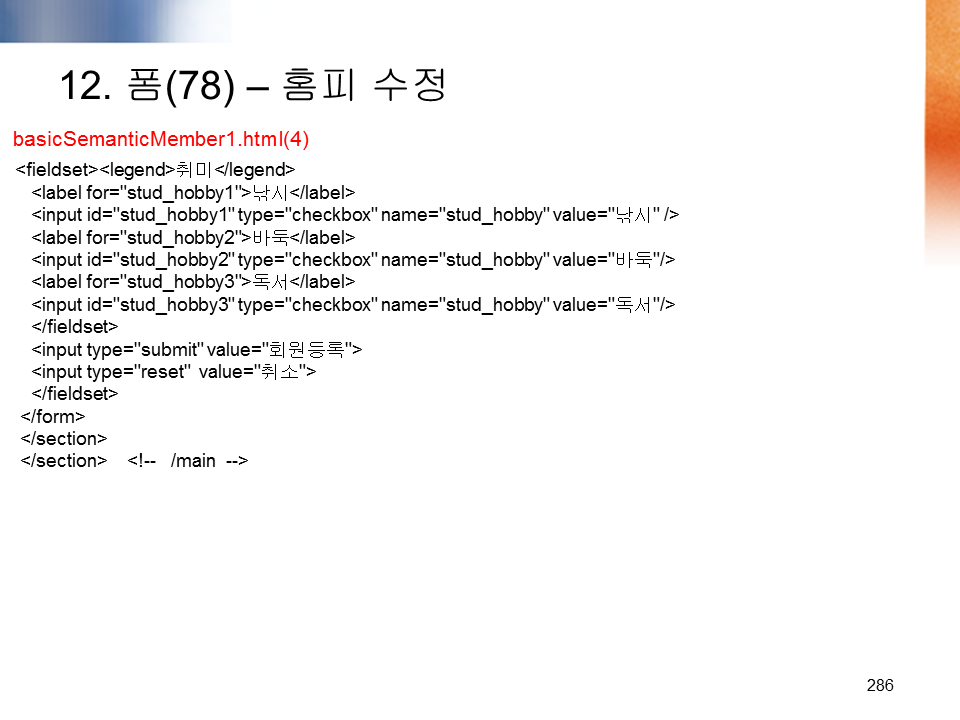 12. 폼(78) – 홈피 수정
basicSemanticMember1.html(4)
<fieldset><legend>취미</legend>
<label for="stud_hobby1">낚시</label>
<input id="stud_hobby1" type="checkbox" name="stud_hobby" value="낚시" />
<label for="stud_hobby2">바둑</label>
<input id="stud_hobby2" type="checkbox" name="stud_hobby" value="바둑"/>
<label for="stud_hobby3">독서</label>
<input id="stud_hobby3" type="checkbox" name="stud_hobby" value="독서"/>
</fieldset>
<input type="submit" value="회원등록">
<input type="reset"  value="취소">
</fieldset>
</form>
</section>
</section>    <!--   /main  -->
286